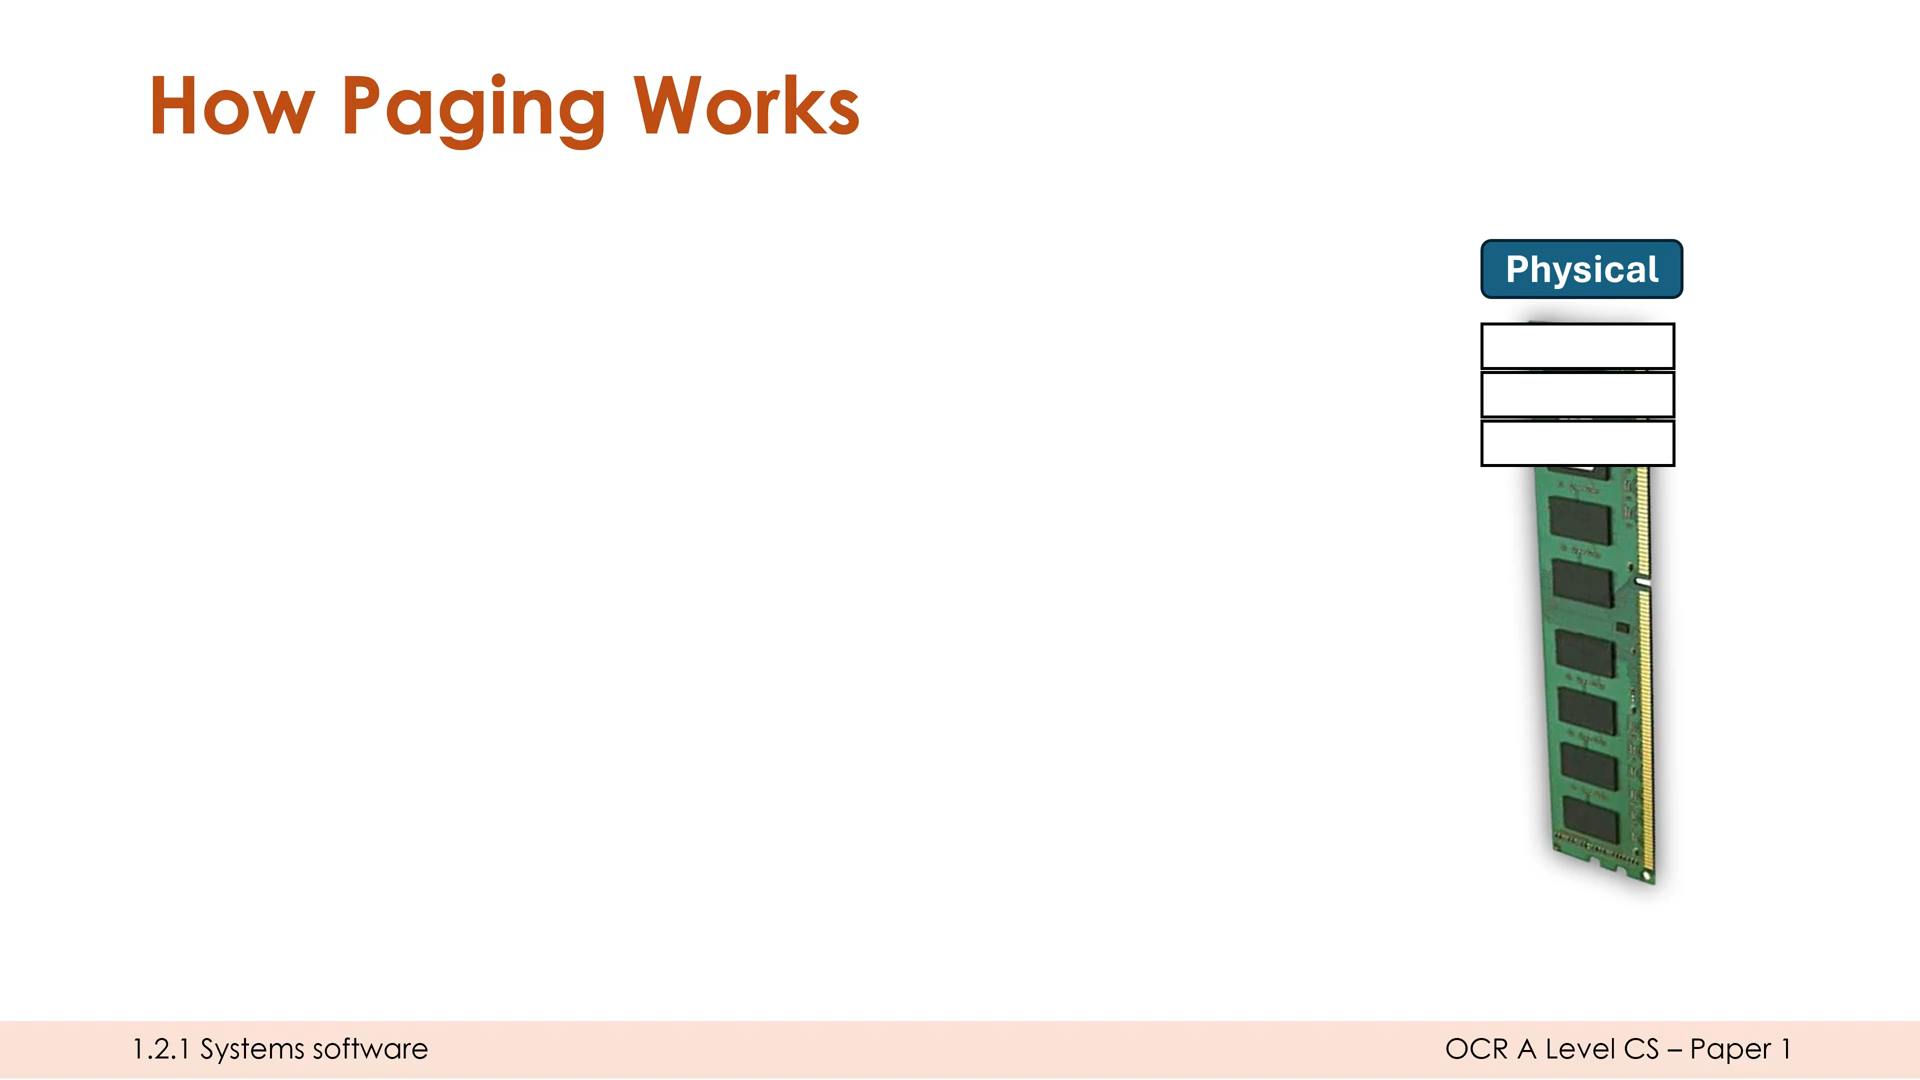 How Paging Works
Physical
1.2.1 Systems software
OCR A Level CS – Paper 1